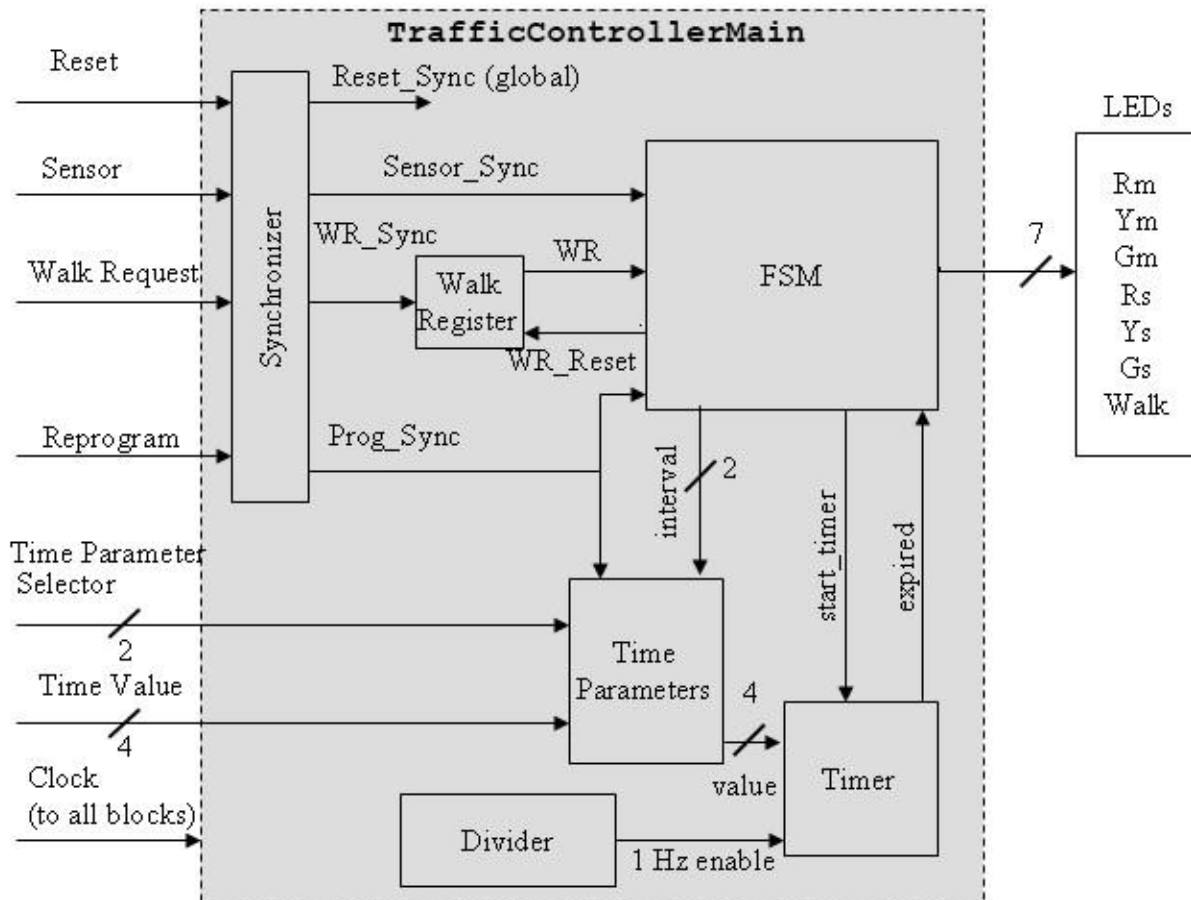 TrafficControllerMain
Reset
Reset_Sync (global)
LEDs
Sensor
Sensor_Sync
Synchronizer
WR_Sync
WR
Walk Request
Walk
Register
WR_Reset
FSM
7
Rm
Ym
Gm
Rs
Ys
Gs
Walk
Reprogram
Prog_Sync
interval
2
start_timer
expired
Time Parameter
Selector
2
Time Value
4
Time
Parameters
4
value
Timer
Clock
(to all blocks)
Divider
1 Hz enable